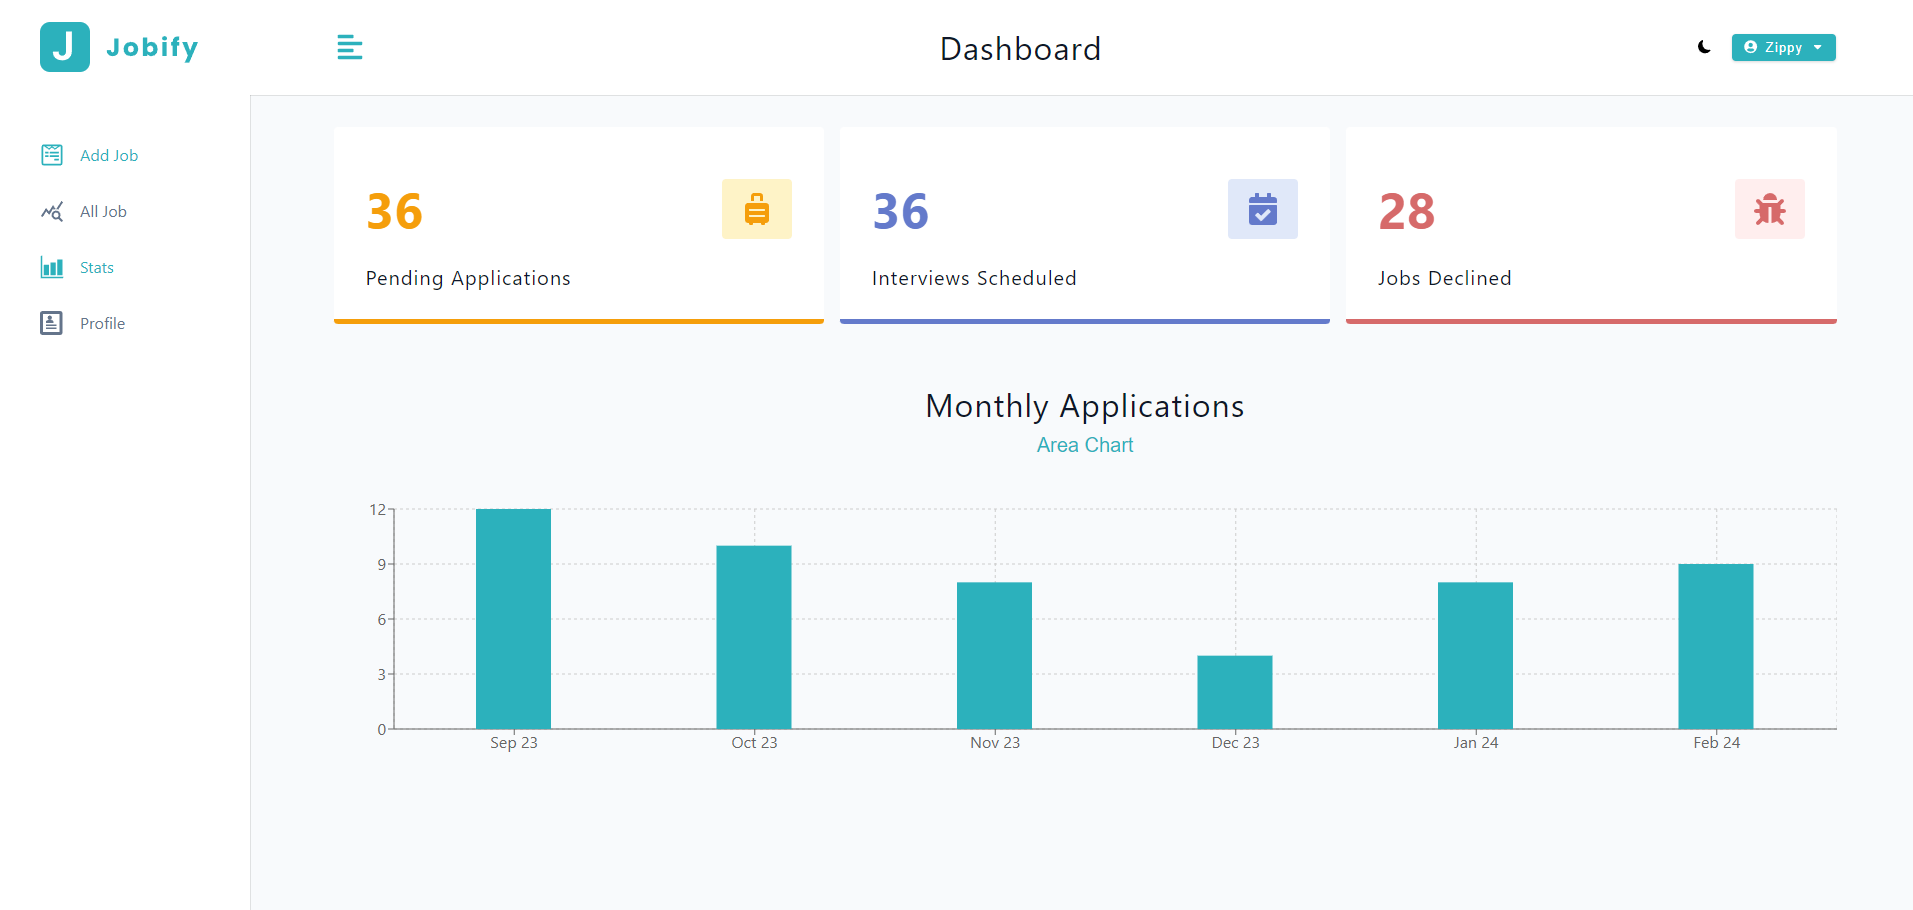 J Jobify
Dashboard
Zippy
Add Job
All Job
Stats
Profile
36
Pending Applications
36
Interviews Scheduled
28
Jobs Declined
Monthly Applications
Area Chart
12
9
6
3
0
Sep 23 Oct 23 Nov 23 Dec 23 Jan 24 Feb 24